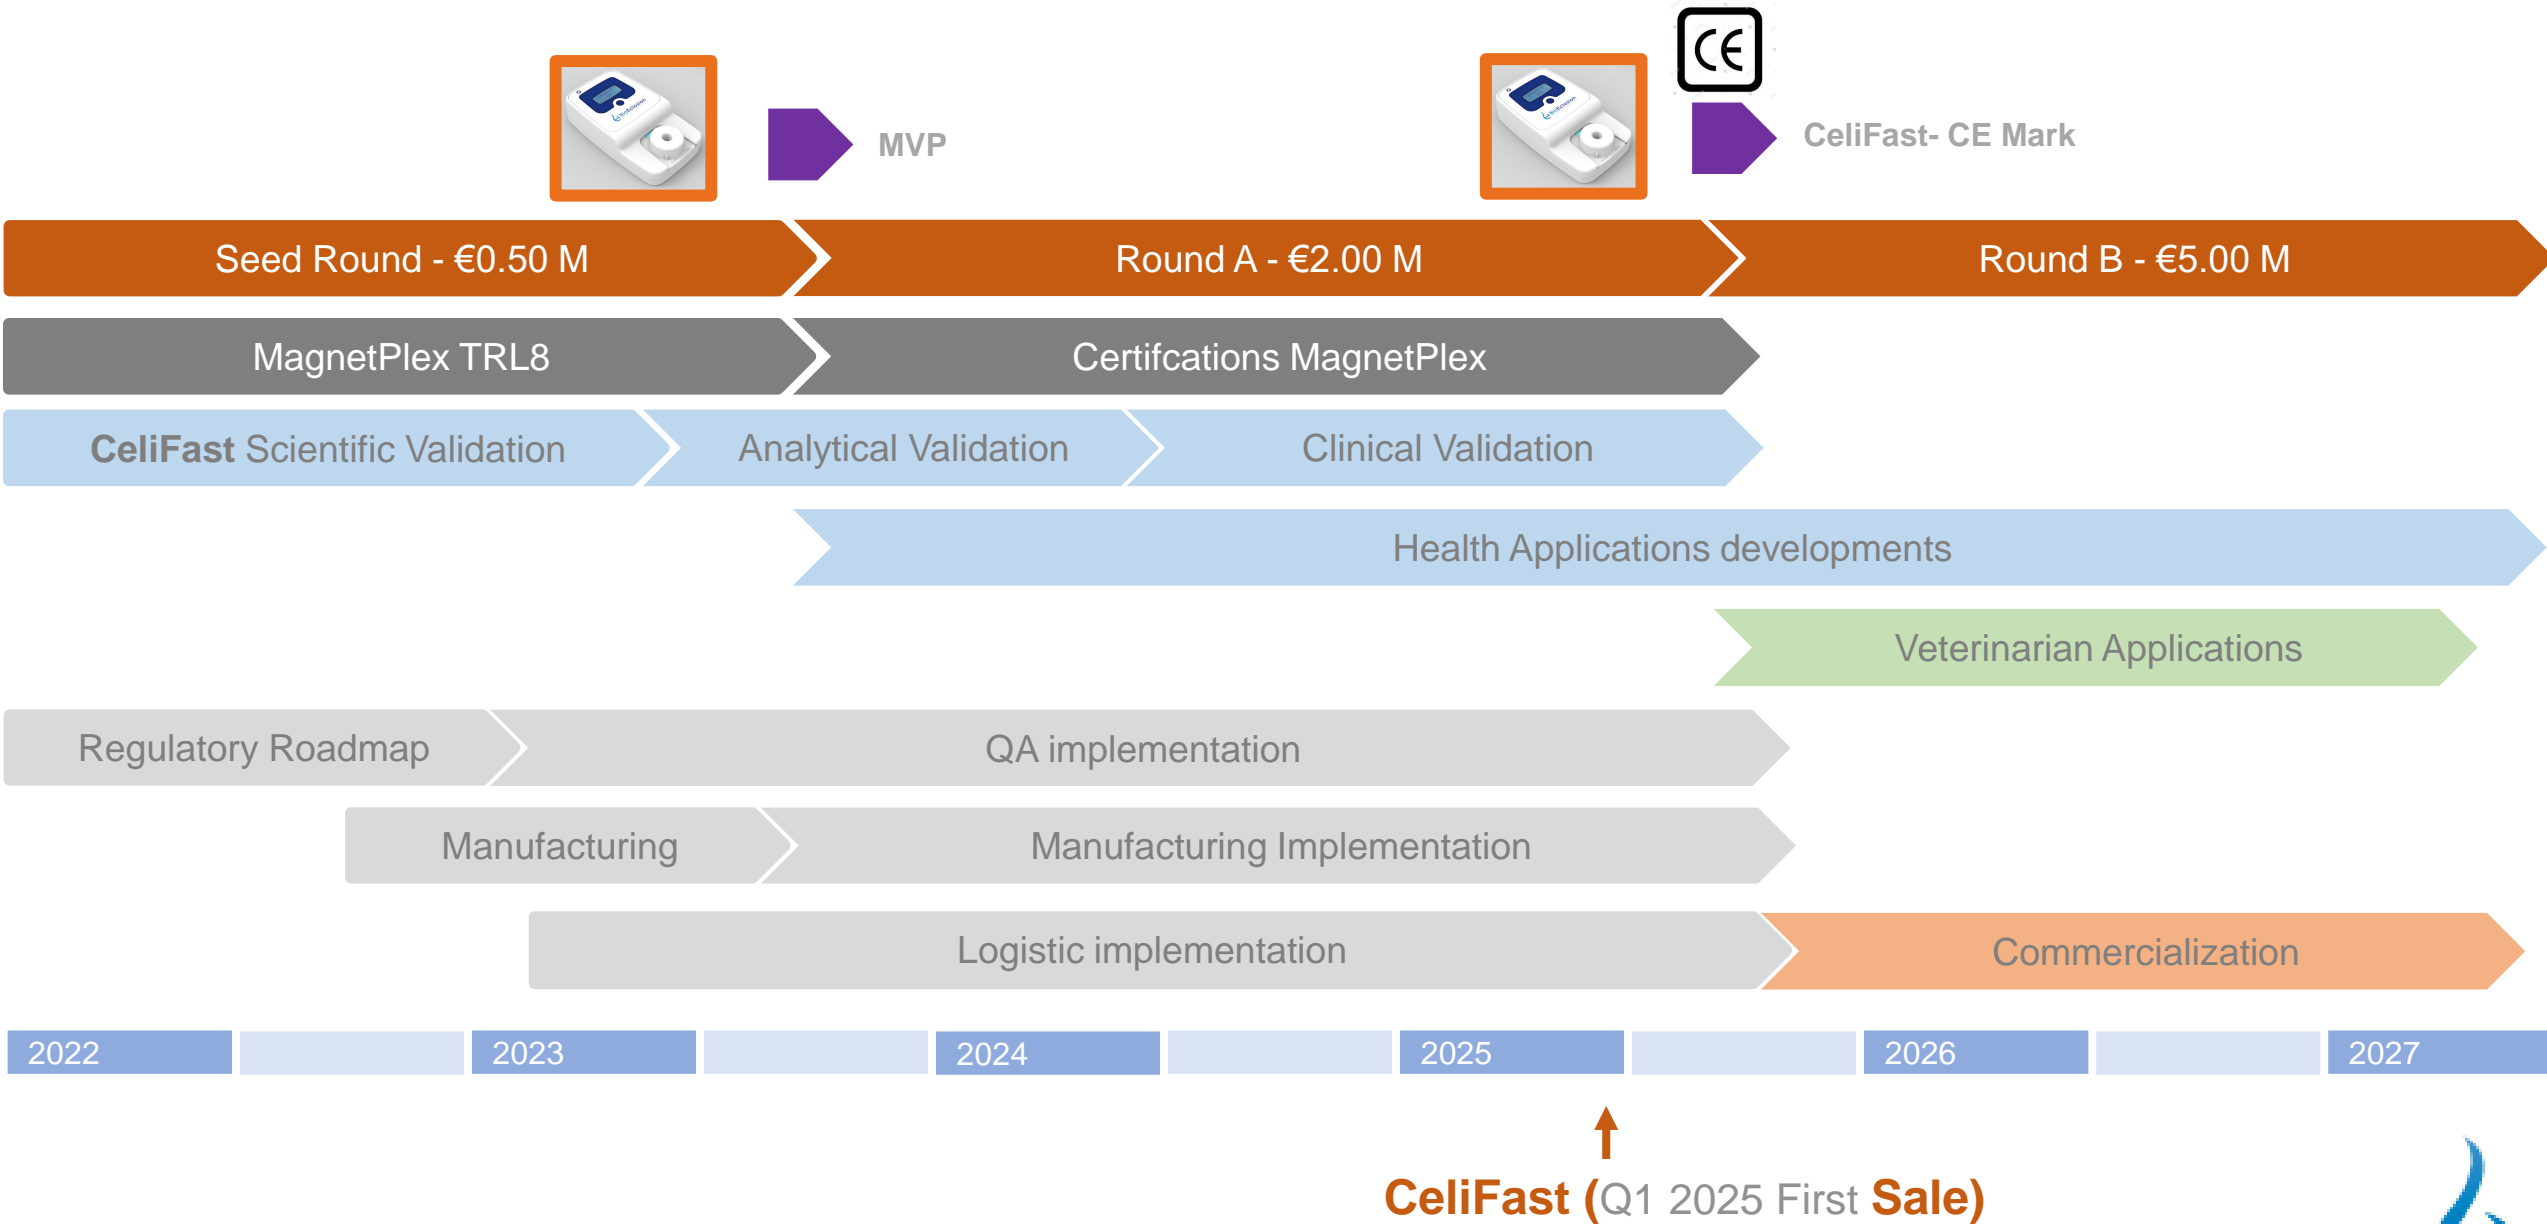 CE
MVP
CeliFast- CE Mark
Seed Round - €0.50 M
Round A - €2.00 M
Round B - €5.00 M
MagnetPlex TRL8
Certifcations MagnetPlex
CeliFast Scientific Validation
Analytical Validation
Clinical Validation
Health Applications developments
Veterinarian Applications
Regulatory Roadmap
QA implementation
Manufacturing
Manufacturing Implementation
Logistic implementation
Commercialization
2022
2023
2024
2025
2026
2027
CeliFast (Q1 2025 First Sale)